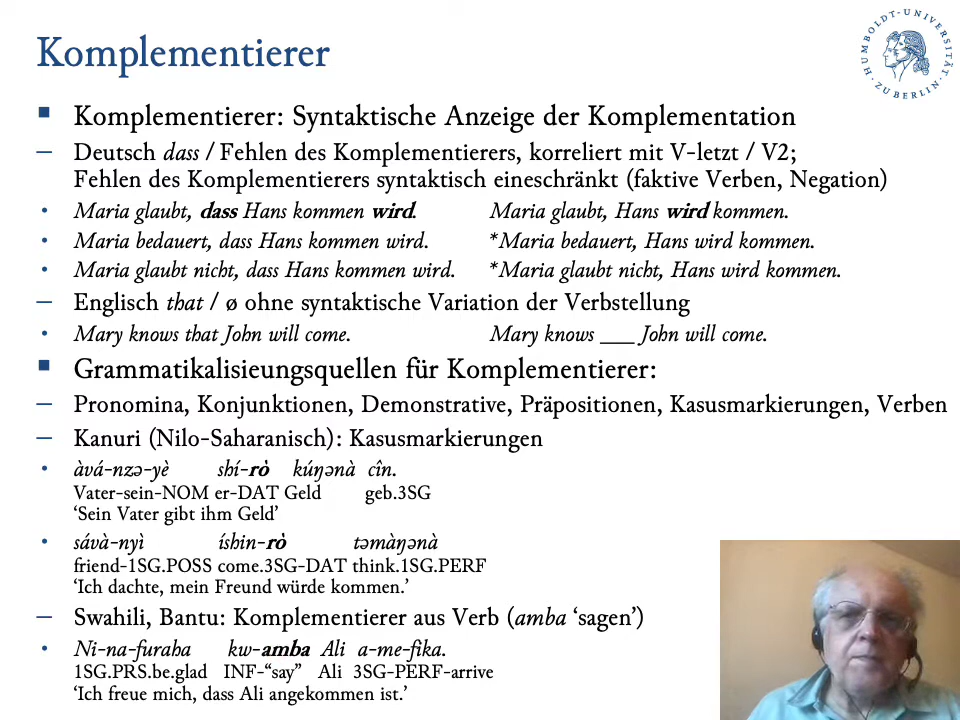 Komplementierer
HUMBOLDT-UNIVERSITÄT ZU BERLIN
Komplementierer: Syntaktische Anzeige der Komplementation
Deutsch dass / Fehlen des Komplementierers, korreliert mit V-letzt / V2;
Fehlen des Komplementierers syntaktisch eineschränkt (faktive Verben, Negation)
Maria glaubt, dass Hans kommen wird. Maria glaubt, Hans wird kommen.
Maria bedauert, dass Hans kommen wird. *Maria bedauert, Hans wird kommen.
Maria glaubt nicht, dass Hans kommen wird. *Maria glaubt nicht, Hans wird kommen.
Englisch that / ø ohne syntaktische Variation der Verbstellung
Mary knows that John will come. Mary knows ___ John will come.
Grammatikalisieungsquellen für Komplementierer:
Pronomina, Konjunktionen, Demonstrative, Präpositionen, Kasusmarkierungen, Verben
Kanuri (Nilo-Saharanisch): Kasusmarkierungen
àvá-nzə-yè shí-rò kúŋənà cîn.
Vater-sein-NOM er-DAT Geld geb.3SG
‘Sein Vater gibt ihm Geld’
sávà-nyì íshin-rò təmàŋənà
friend-1SG.POSS come.3SG-DAT think.1SG.PERF
‘Ich dachte, mein Freund würde kommen.’
Swahili, Bantu: Komplementierer aus Verb (amba ‘sagen’)
Ni-na-furaha kw-amba Ali a-me-fika.
1SG.PRS.be.glad INF-“say” Ali 3SG-PERF-arrive
‘Ich freue mich, dass Ali angekommen ist.’